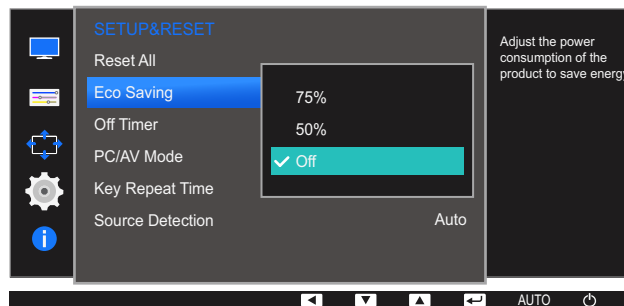 SETUP&RESET
Reset All
Eco Saving
Off Timer
PC/AV Mode
Key Repeat Time
Source Detection
Auto
75%
50%
Off
Adjust the power
consumption of the
product to save energy
i
AUTO